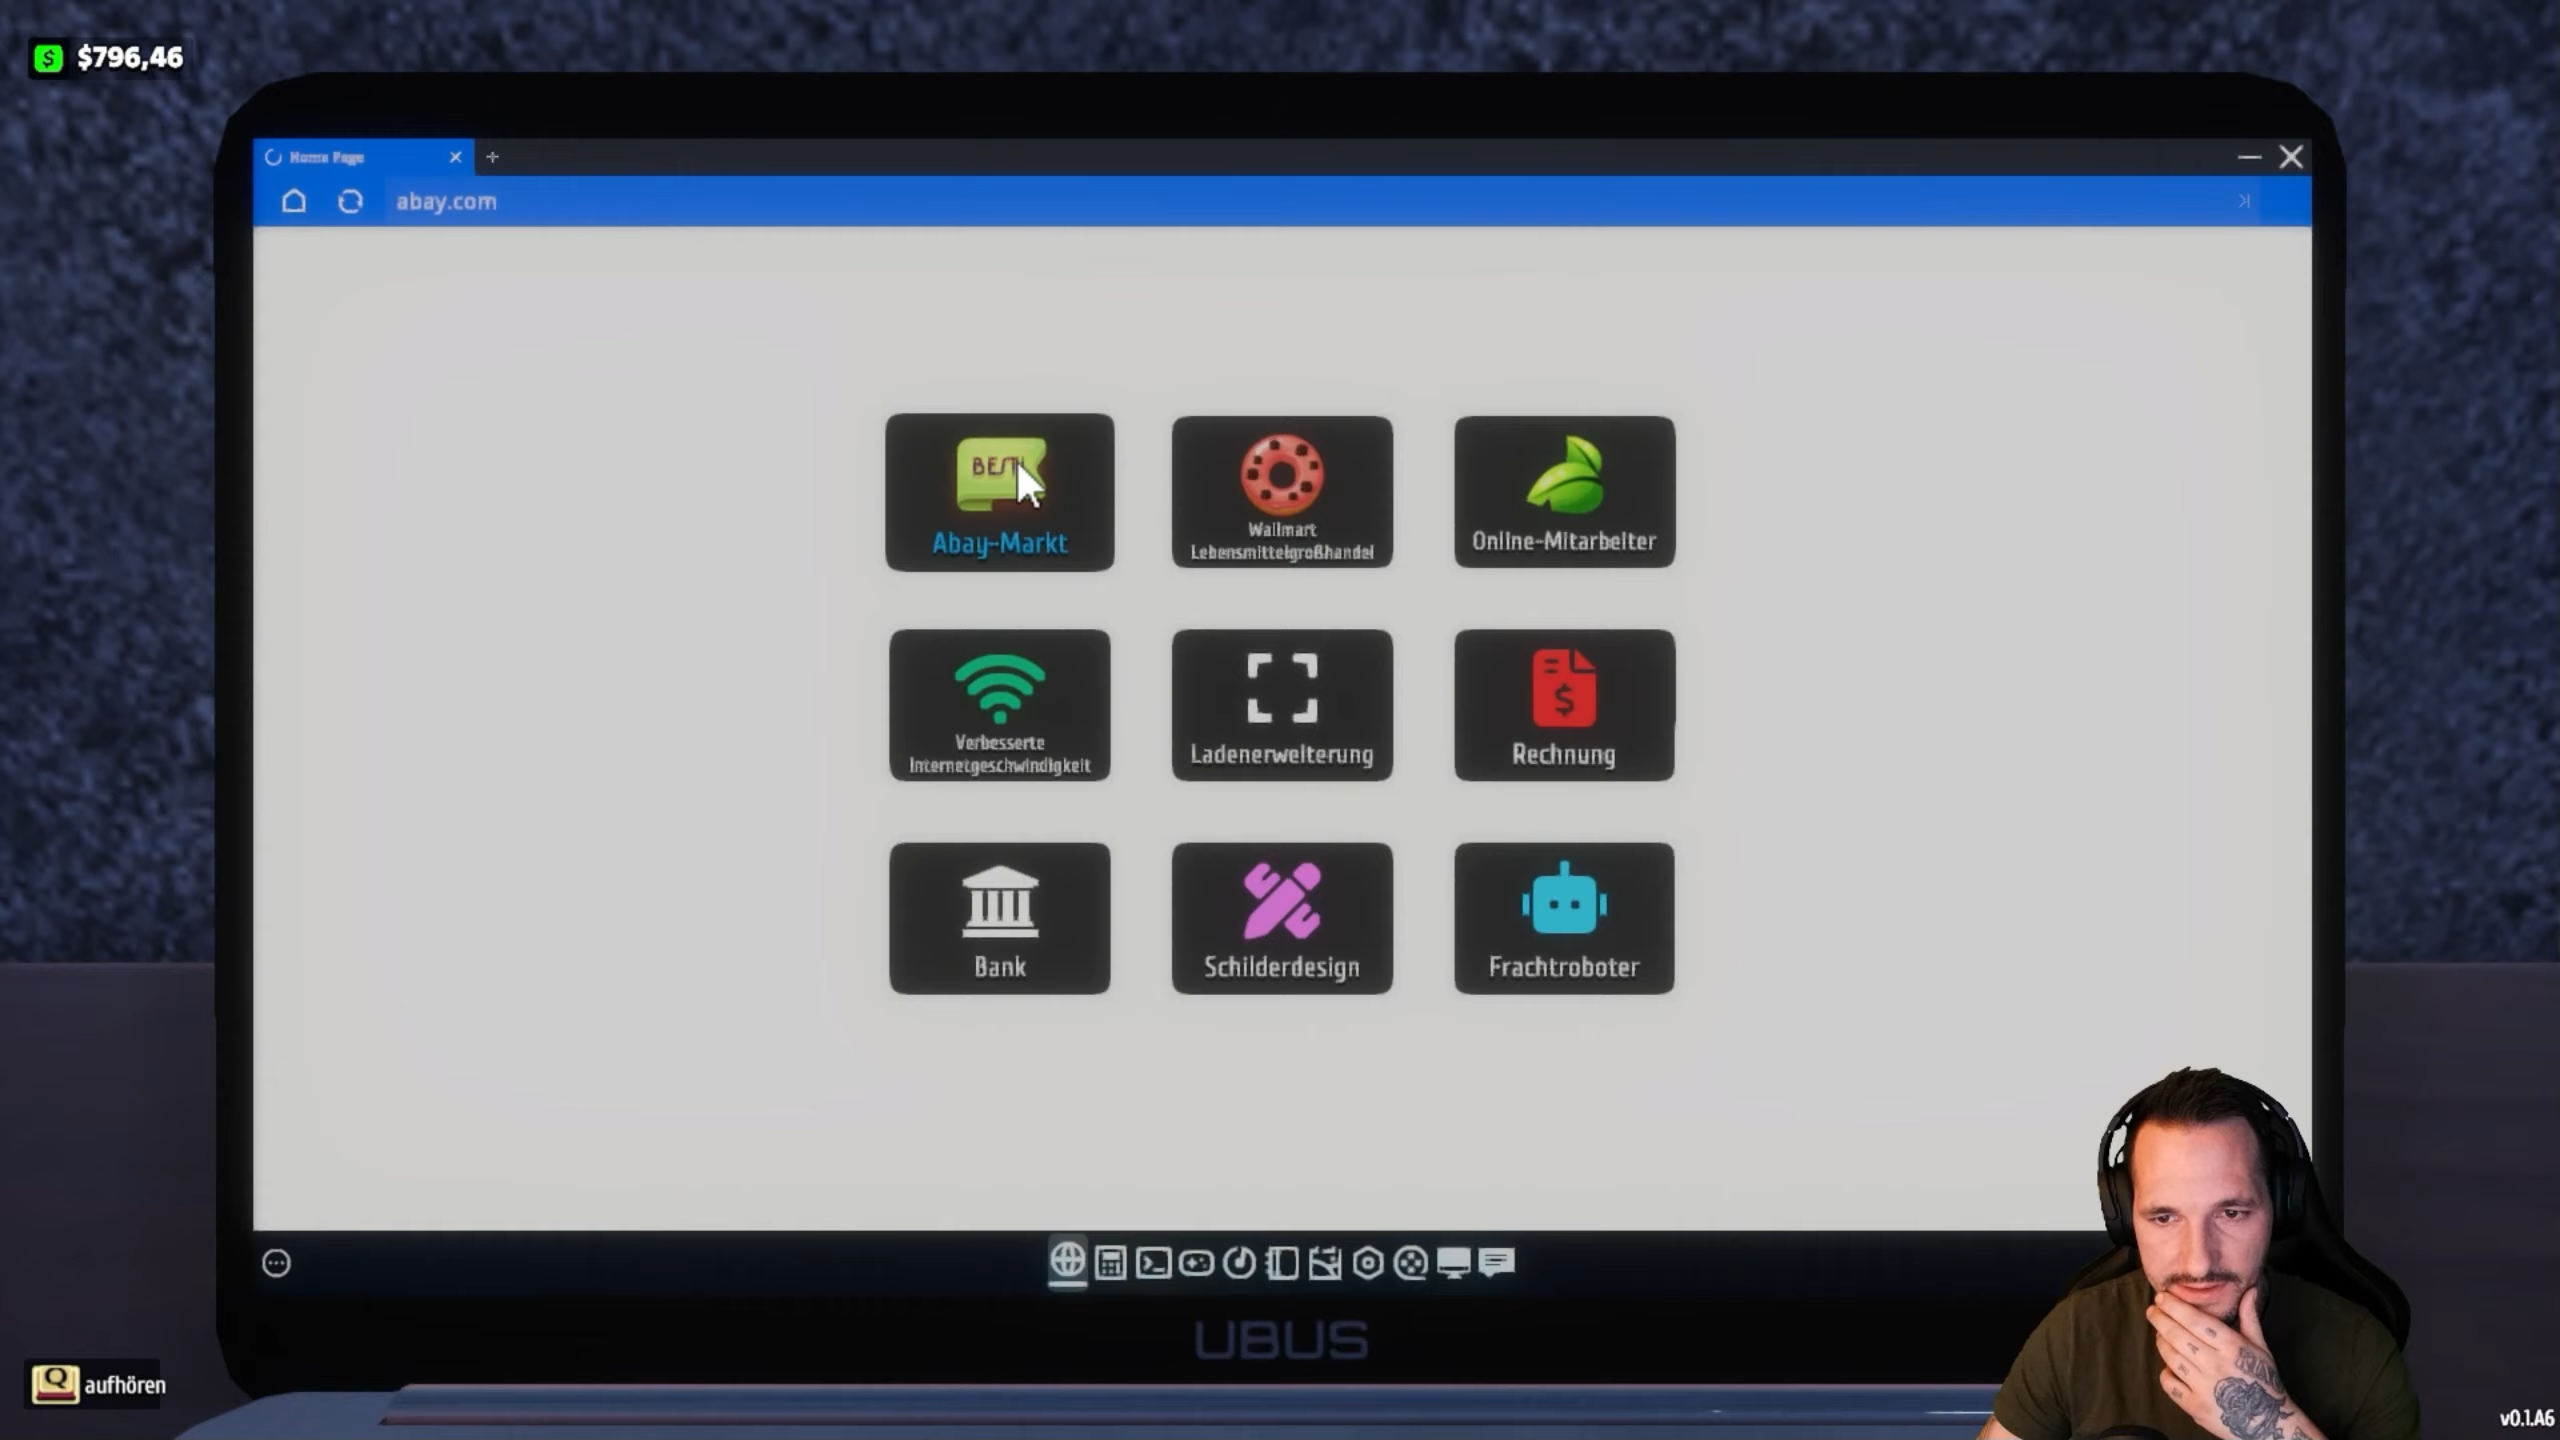 $796,46
Home Page
abay.com
BEST!
Abay-Markt
Wallmart
Lebensmittelgroßhandel
Online-Mitarbeiter
Verbesserte
Internetgeschwindigkeit
Ladenerweiterung
Rechnung
Bank
Schilderdesign
Frachtroboter
UBUS
Q aufhören
v0.1.A6